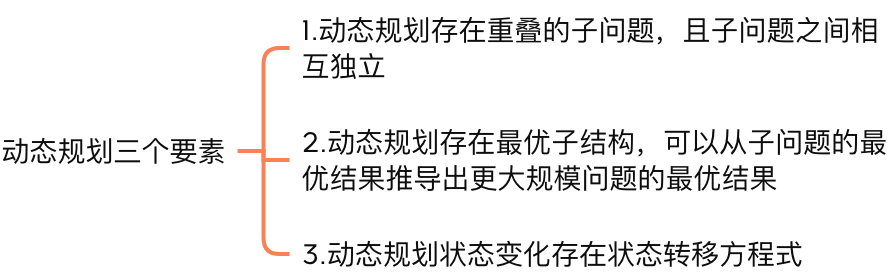 动态规划三个要素
1.动态规划存在重叠的子问题，且子问题之间相
互独立
2.动态规划存在最优子结构，可以从子问题的最
优结果推导出更大规模问题的最优结果
3.动态规划状态变化存在状态转移方程式